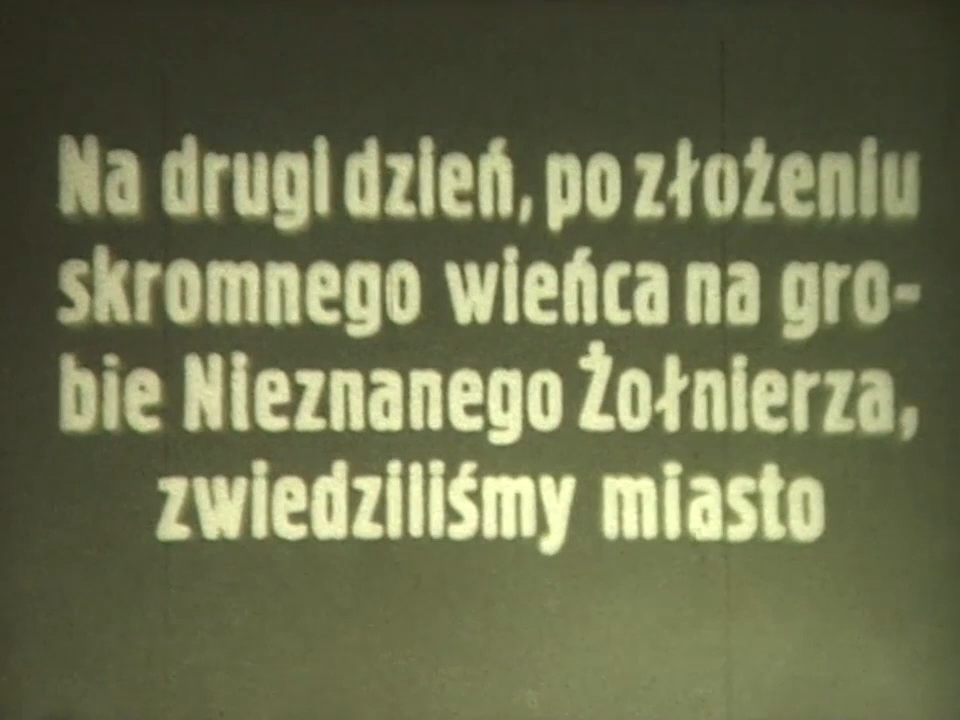 Na drugi dzień, po złożeniu
skromnego wieńca na gro-
bie Nieznanego Żołnierza,
zwiedziliśmy miasto